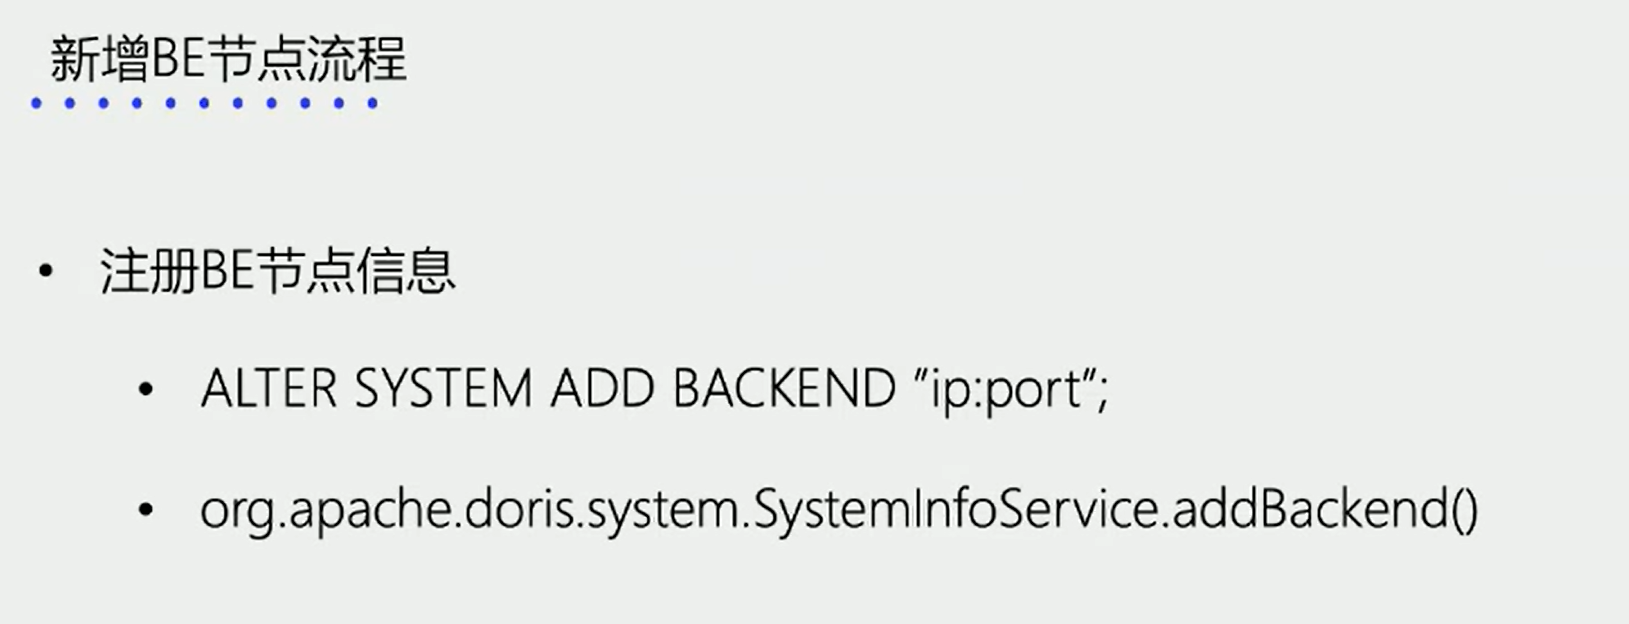 新增BE节点流程
• 注册BE节点信息
• ALTER SYSTEM ADD BACKEND “ip:port“;
• org.apache.doris.system.SystemInfoService.addBackend()